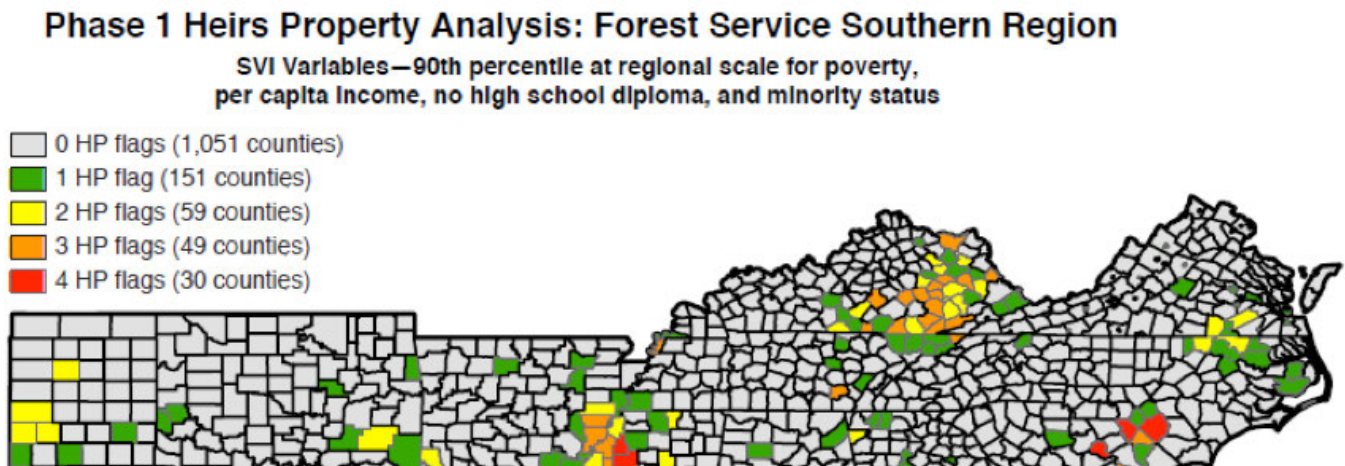 Phase 1 Heirs Property Analysis: Forest Service Southern Region
SVI Variables—90th percentile at regional scale for poverty,
per capita income, no high school diploma, and minority status
0 HP flags (1,051 counties)
1 HP flag (151 counties)
2 HP flags (59 counties)
3 HP flags (49 counties)
4 HP flags (30 counties)